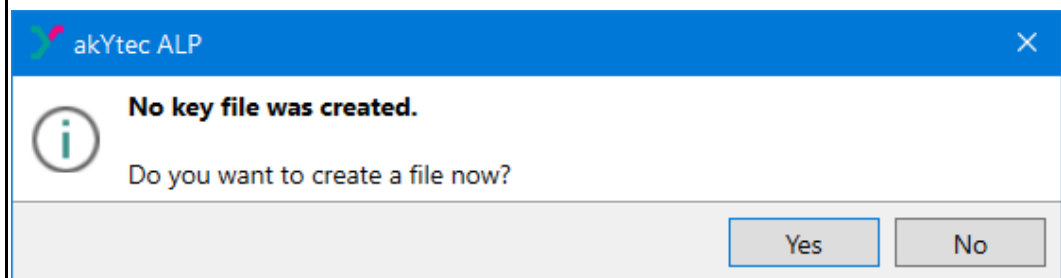 akYtec ALP
No key file was created.
Do you want to create a file now?
Yes No